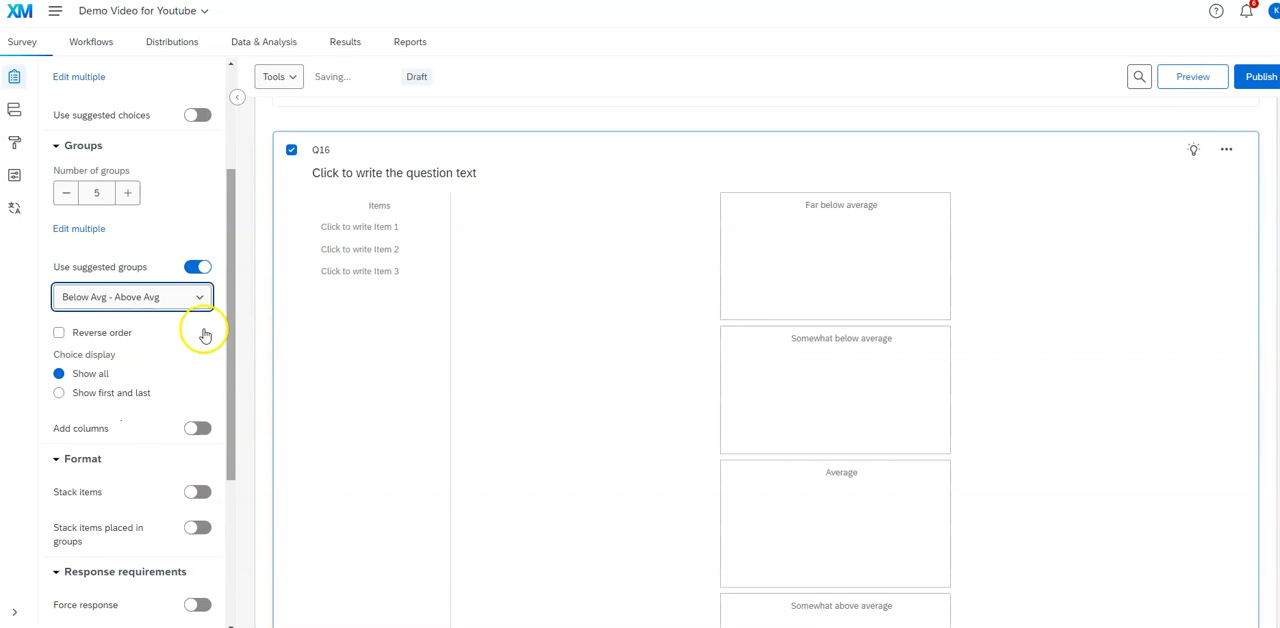 XM
Demo Video for Youtube
6
K
Survey
Workflows
Distributions
Data & Analysis
Results
Reports
Edit multiple
Use suggested choices
Groups
Number of groups
5
Edit multiple
Use suggested groups
Below Avg - Above Avg
Reverse order
Choice display
Show all
Show first and last
Add columns
Format
Stack items
Stack items placed in
groups
Response requirements
Force response
Tools
Saving...
Draft
Preview
Publish
Q16
Click to write the question text
Items
Click to write Item 1
Click to write Item 2
Click to write Item 3
Far below average
Somewhat below average
Average
Somewhat above average